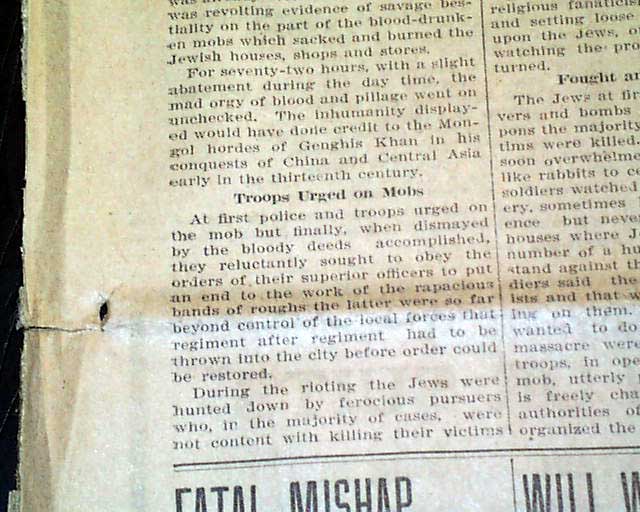 was revolting evidence of savage bes-
tiality on the part of the blood-drunk-
en mobs which sacked and burned the
Jewish houses, shops and stores.
For seventy-two hours, with a slight
abatement during the day time, the
mad orgy of blood and pillage went on
unchecked. The inhumanity display-
ed would have done credit to the Mon-
gol hordes of Genghis Khan in his
conquests of China and Central Asia
early in the thirteenth century.
Troops Urged on Mobs
At first police and troops urged on
the mob but finally, when dismayed
by the bloody deeds accomplished,
they reluctantly sought to obey the
orders of their superior officers to put
an end to the work of the rapacious
bands of roughs the latter were so far
beyond control of the local forces that
regiment after regiment had to be
thrown into the city before order could
be restored.
During the rioting the Jews were
hunted down by ferocious pursuers
who, in the majority of cases, were
not content with killing their victims
religious
and setting loose
upon the Jews,
watching the
turned.
Fought
The Jews at
vers and bombs
pons the majority
tims were killed.
soon
like rabbits to
soldiers watched
ery, sometimes
ence but
houses where
number of a
stand against
diers said the
ists and that
ing on them.
wanted to do
massacre were
troops, in
mob, utterly
is freely
authorities
organized the
FATAL MISHAP
WILL